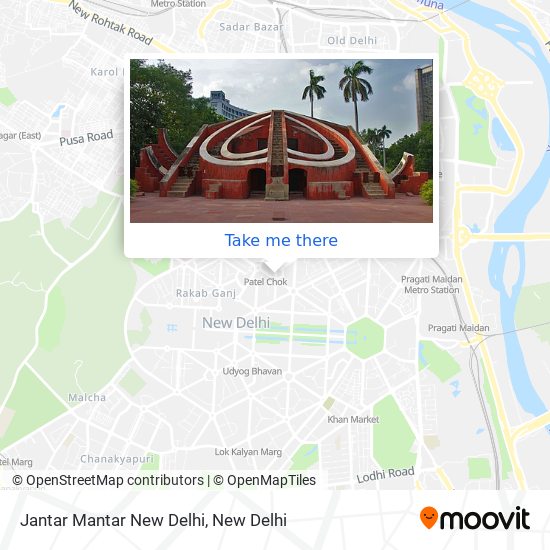 New Rohtak Road
Metro Station
Sadar Bazar
Old Delhi
Karol
agar (East)
Pusa Road
Take me there
Patel Chok
Rakab Ganj
Pragati Maidan
Metro Station
New Delhi
Pragati Maidan
Udyog Bhavan
Malcha
Khan Market
Lok Kalyan Marg
Chanakyapuri
tel Marg
Lodhi Road
© OpenStreetMap contributors | © OpenMapTiles
Jantar Mantar New Delhi, New Delhi
moovit